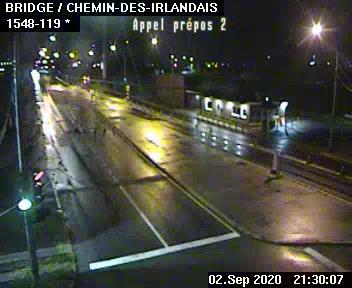 BRIDGE / CHEMIN-DES-IRLANDAIS
1548-119 *
Appel prépos 2
02.Sep 2020 21:30:07